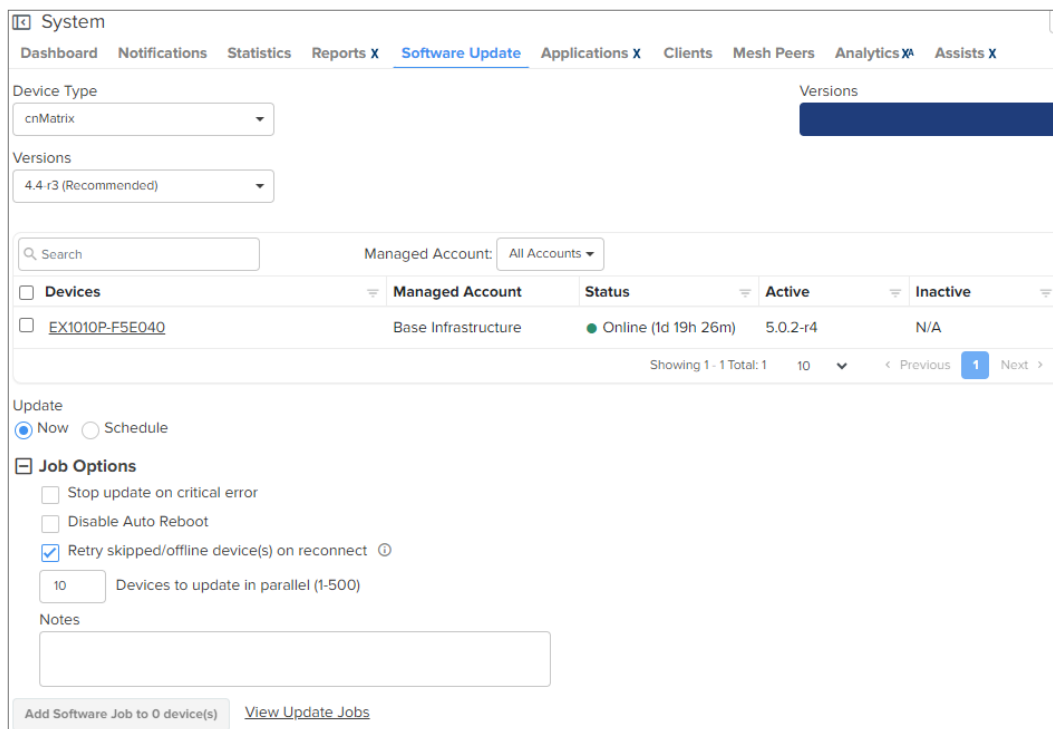 System
Dashboard Notifications Statistics Reports X Software Update Applications X Clients Mesh Peers Analytics XA Assists X
Device Type
Versions
cnMatrix
Versions
4.4-r3 (Recommended)
Search
Managed Account: All Accounts
Devices Managed Account Status Active Inactive
EX1010P-F5E040 Base Infrastructure Online (1d 19h 26m) 5.0.2-r4 N/A
Showing 1 - 1 Total: 1 10 < Previous 1 Next >
Update
Now Schedule
Job Options
Stop update on critical error
Disable Auto Reboot
Retry skipped/offline device(s) on reconnect
10 Devices to update in parallel (1-500)
Notes
Add Software Job to 0 device(s) View Update Jobs